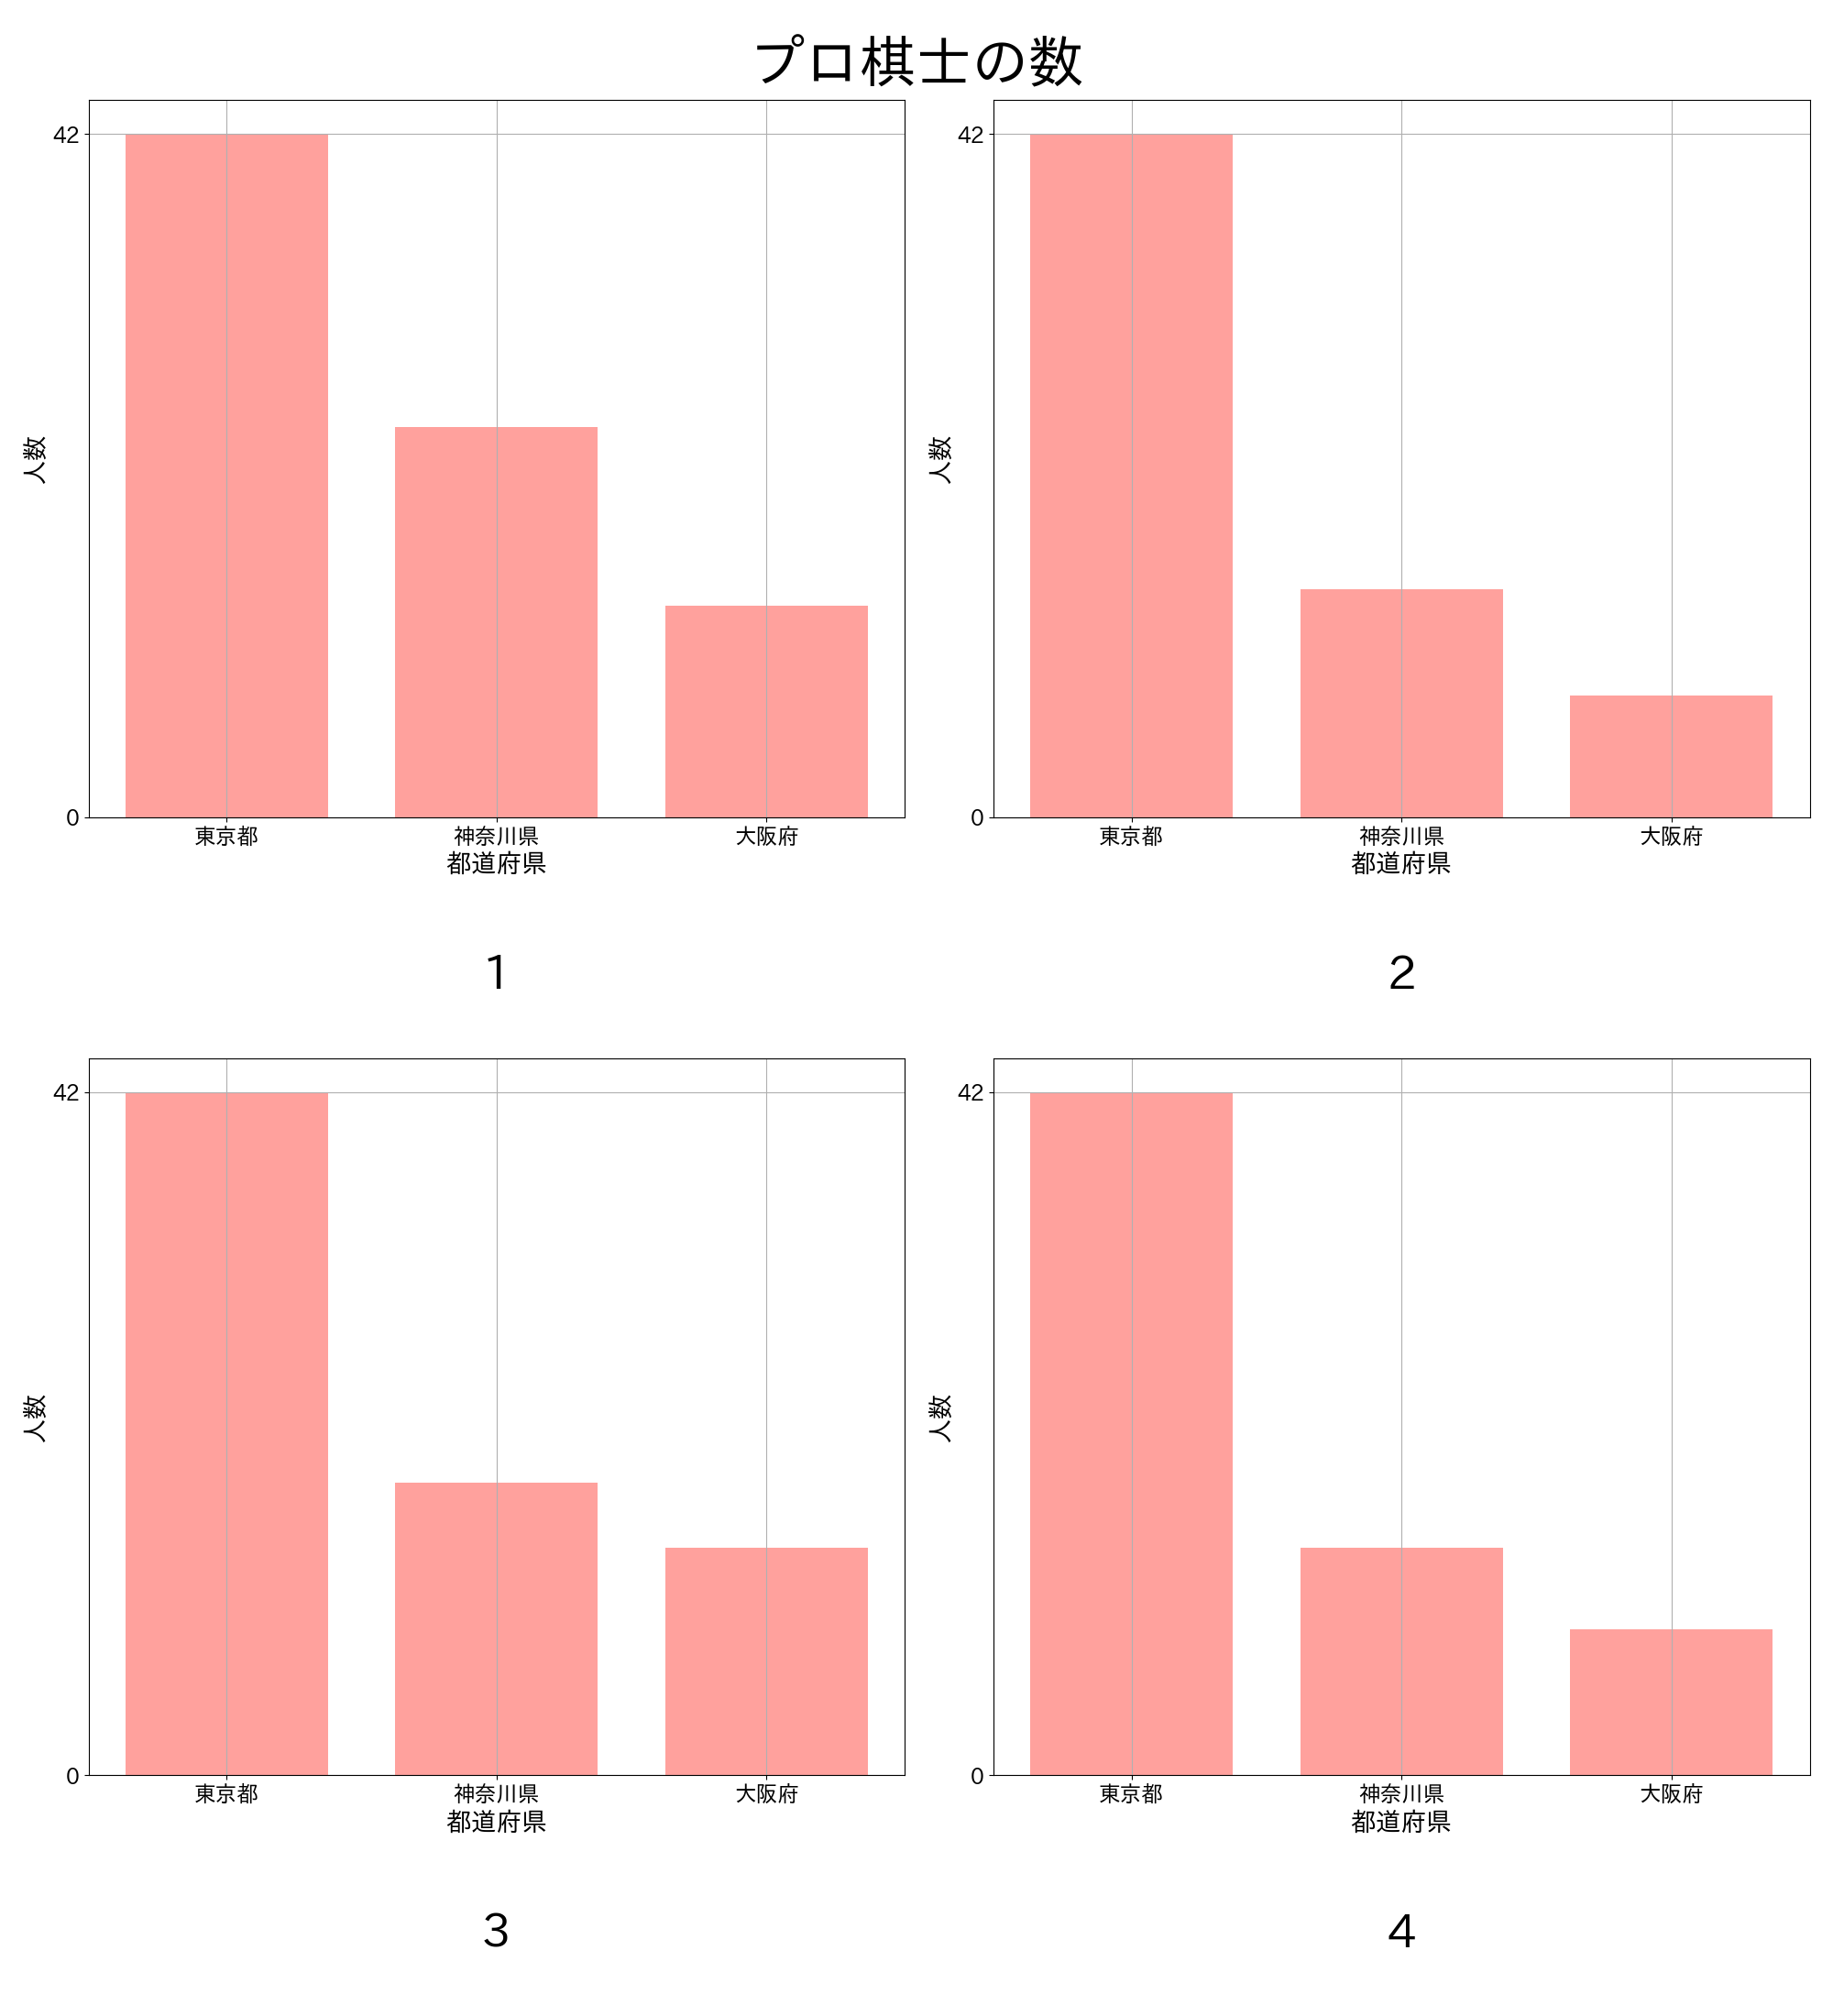 プロ棋士の数
42
0
人数
東京都 神奈川県 大阪府
都道府県
1
42
0
人数
東京都 神奈川県 大阪府
都道府県
2
42
0
人数
東京都 神奈川県 大阪府
都道府県
3
42
0
人数
東京都 神奈川県 大阪府
都道府県
4